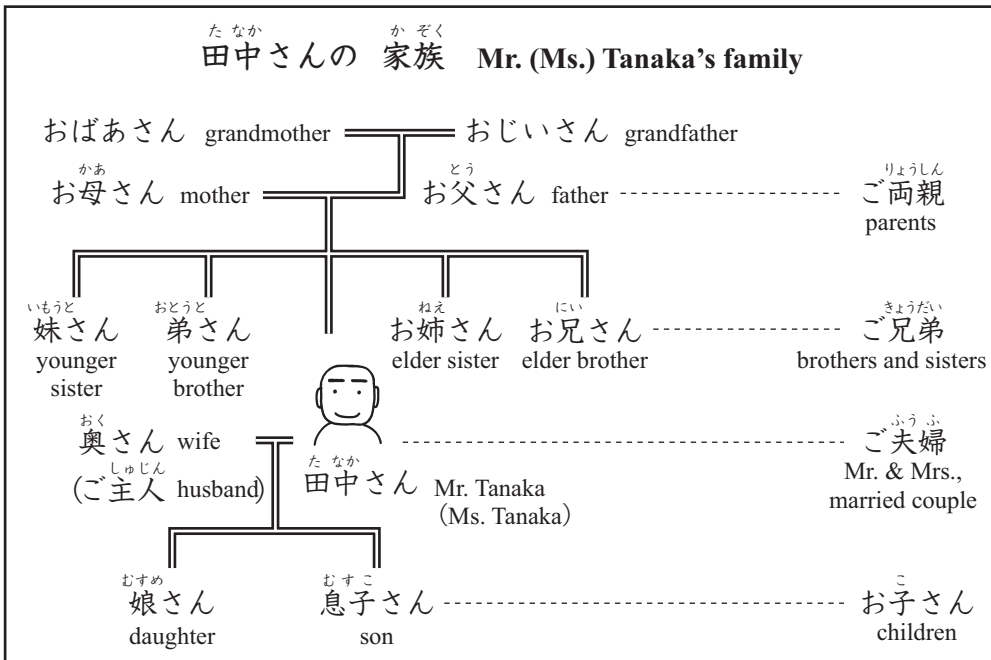 た なか か ぞく
田中さんの 家族 Mr. (Ms.) Tanaka's family
おばあさん grandmother おじいさん grandfather
かあ とう りょうしん
お母さん mother お父さん father ご両親
parents
いもうと おとうと ねえ にい きょうだい
妹さん 弟さん お姉さん お兄さん ご兄弟
younger younger elder sister elder brother brothers and sisters
sister brother
おく ふう ふ
奥さん wife ご夫婦
しゅじん た なか
(ご主人 husband) 田中さん Mr. Tanaka Mr. & Mrs.,
(Ms. Tanaka) married couple
むすめ むすこ こ
娘さん 息子さん お子さん
daughter son children